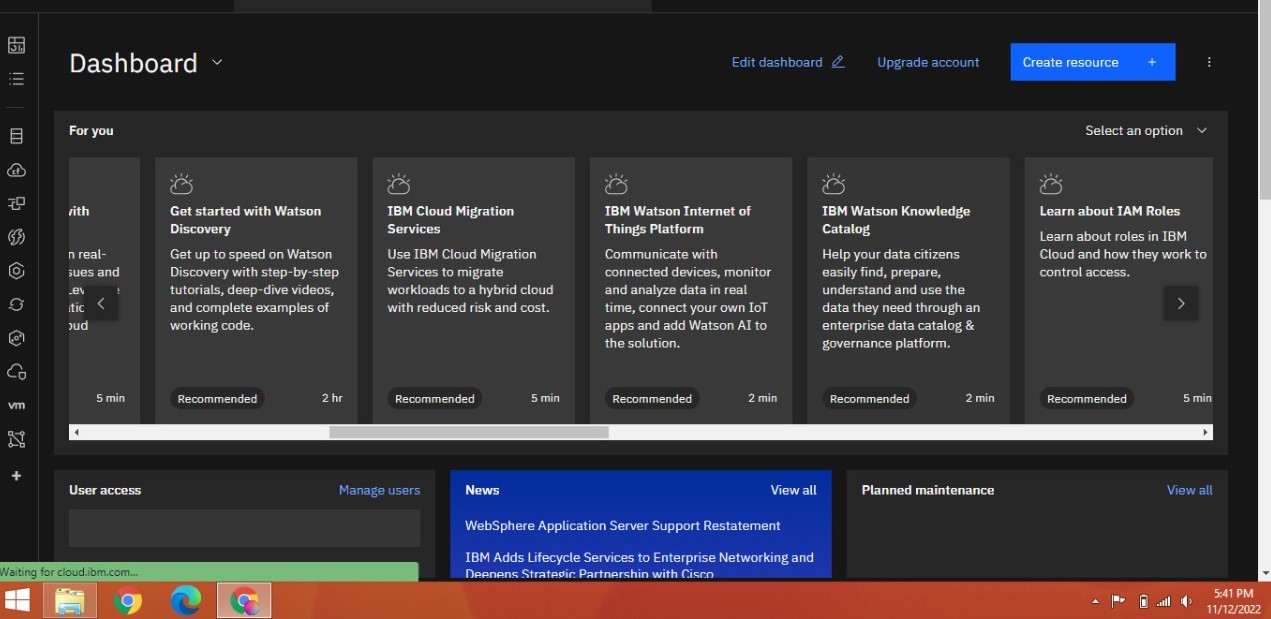 Dashboard
Edit dashboard
Upgrade account
Create resource +
For you
Select an option
with
n real-
sues and
oud
5 min
Get started with Watson
Discovery
Get up to speed on Watson
Discovery with step-by-step
tutorials, deep-dive videos,
and complete examples of
working code.
Recommended
2 hr
IBM Cloud Migration
Services
Use IBM Cloud Migration
Services to migrate
workloads to a hybrid cloud
with reduced risk and cost.
Recommended
5 min
IBM Watson Internet of
Things Platform
Communicate with
connected devices, monitor
and analyze data in real
time, connect your own IoT
apps and add Watson AI to
the solution.
Recommended
2 min
IBM Watson Knowledge
Catalog
Help your data citizens
easily find, prepare,
understand and use the
data they need through an
enterprise data catalog &
governance platform.
Recommended
2 min
Learn about IAM Roles
Learn about roles in IBM
Cloud and how they work to
control access.
Recommended
5 min
vm
User access
Manage users
News
View all
WebSphere Application Server Support Restatement
IBM Adds Lifecycle Services to Enterprise Networking and
Deepens Strategic Partnership with Cisco
Planned maintenance
View all
Waiting for cloud.ibm.com...
5:41 PM
11/12/2022